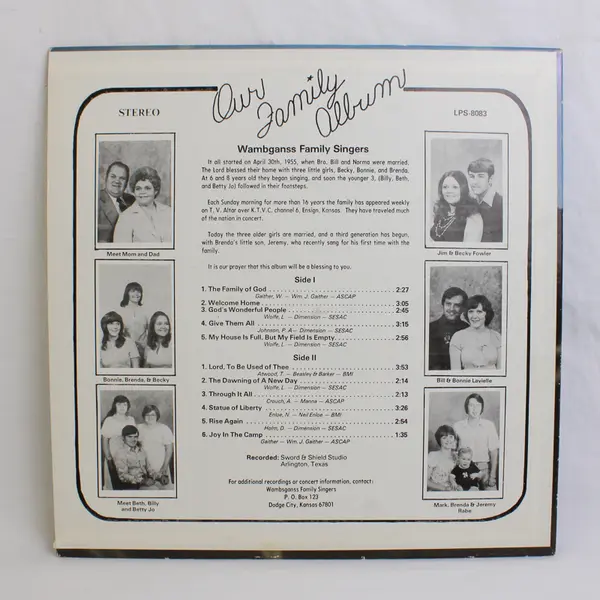 Our
Family
Album
STEREO
LPS-8083
Wambganss Family Singers
It all started on April 30th, 1955, when Bro. Bill and Norma were married.
The Lord blessed their home with three little girls, Becky, Bonnie, and Brenda.
At 6 and 8 years old they began singing, and soon the younger 3, (Billy, Beth,
and Betty Jo) followed in their footsteps.
Each Sunday morning for more than 16 years the family has appeared weekly
on T. V. Altar over K.T.V.C. channel 6, Ensign, Kansas. They have traveled much
of the nation in concert.
Today the three older girls are married, and a third generation has begun,
with Brenda's little son, Jeremy, who recently sang for his first time with the
family.
It is our prayer that this album will be a blessing to you.
Side I
1. The Family of God 2:27
Gaither, W. — Wm. J. Gaither — ASCAP
2. Welcome Home 3:05
3. God's Wonderful People 2:45
Wolfe, L. — Dimension — SESAC
4. Give Them All 3:15
Johnson, P. A — Dimension — SESAC
5. My House Is Full, But My Field Is Empty 2:56
Wolfe, L — Dimension — SESAC
Side II
1. Lord, To Be Used of Thee 3:53
Atwood, T. — Beasley & Barker — BMI
2. The Dawning of A New Day 2:14
Wolfe, L — Dimension — SESAC
3. Through It All 2:13
Crouch, A. — Manna — ASCAP
4. Statue of Liberty 3:26
Enloe, N. — Neil Enloe — BMI
5. Rise Again 2:54
Holm, D. — Dimension — SESAC
6. Joy In The Camp 1:35
Gaither — Wm. J. Gaither — ASCAP
Recorded: Sword & Shield Studio
Arlington, Texas
For additional recordings or concert information, contact:
Wambsganss Family Singers
P. O. Box 123
Dodge City, Kansas 67801
Meet Mom and Dad
Bonnie, Brenda, & Becky
Meet Beth, Billy
and Betty Jo
Jim & Becky Fowler
Bill & Bonnie Lavielle
Mark, Brenda & Jeremy
Rabe